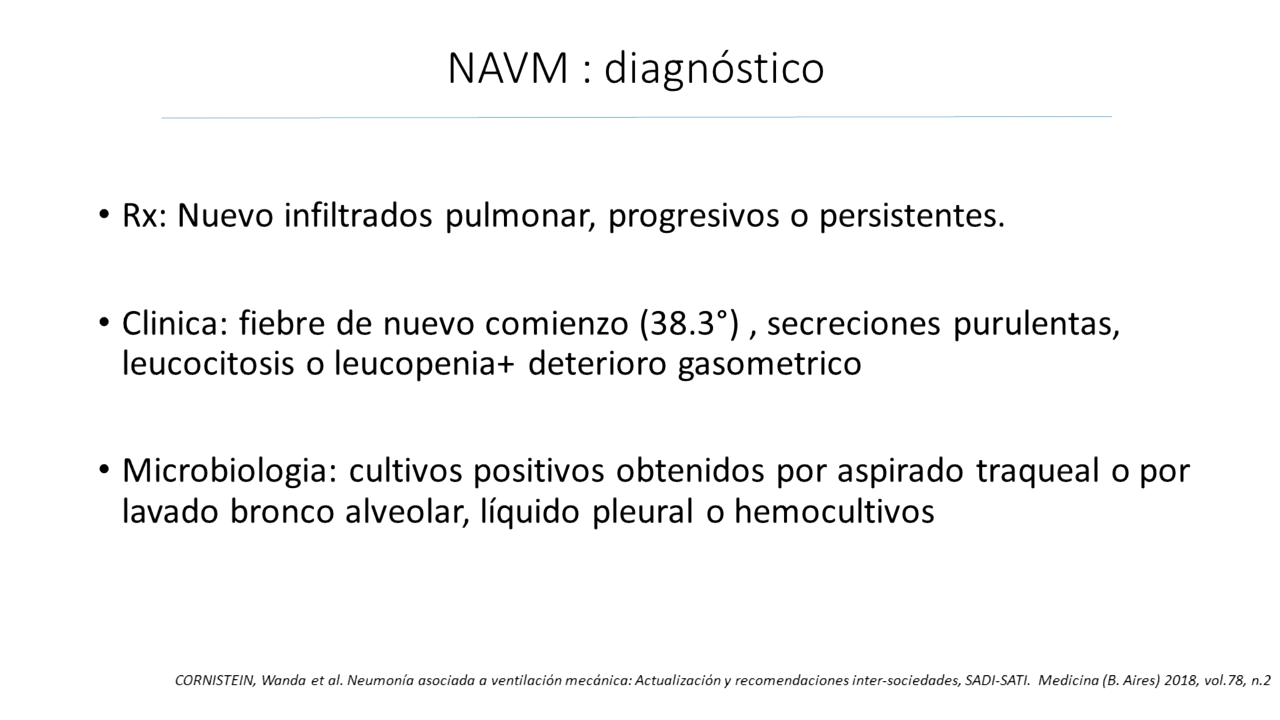 NAVM : diagnóstico
• Rx: Nuevo infiltrados pulmonar, progresivos o persistentes.
• Clinica: fiebre de nuevo comienzo (38.3°) , secreciones purulentas,
leucocitosis o leucopenia+ deterioro gasometrico
• Microbiologia: cultivos positivos obtenidos por aspirado traqueal o por
lavado bronco alveolar, líquido pleural o hemocultivos
CORNISTEIN, Wanda et al. Neumonía asociada a ventilación mecánica: Actualización y recomendaciones inter-sociedades, SADI-SATI. Medicina (B. Aires) 2018, vol.78, n.2